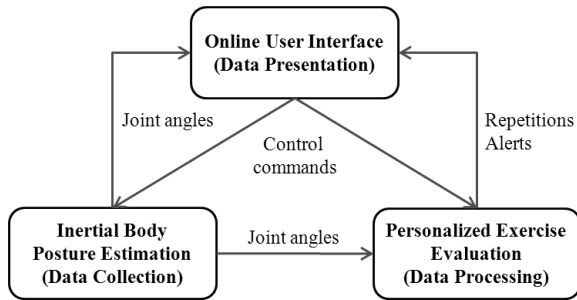 Online User Interface
(Data Presentation)
Joint angles
Control
commands
Repetitions
Alerts
Inertial Body
Posture Estimation
(Data Collection)
Joint angles
Personalized Exercise
Evaluation
(Data Processing)